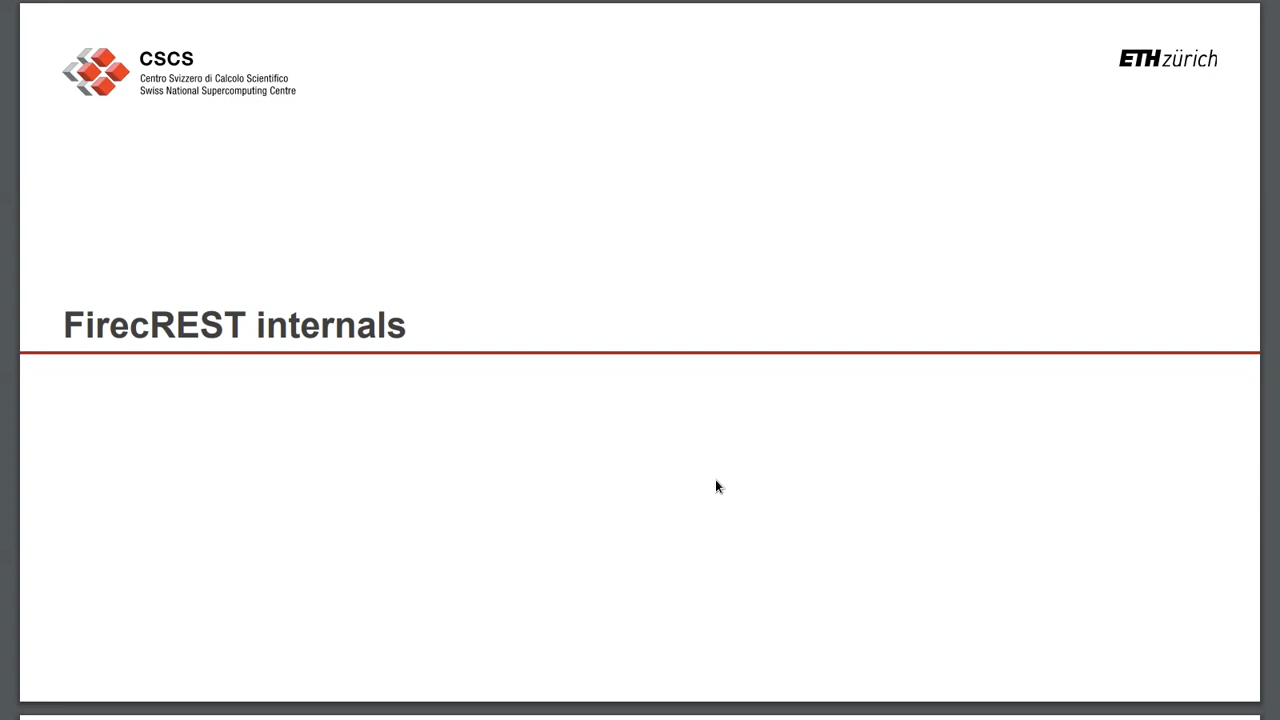 CSCS
Centro Svizzero di Calcolo Scientifico
Swiss National Supercomputing Centre
ETH zürich
FirecREST internals